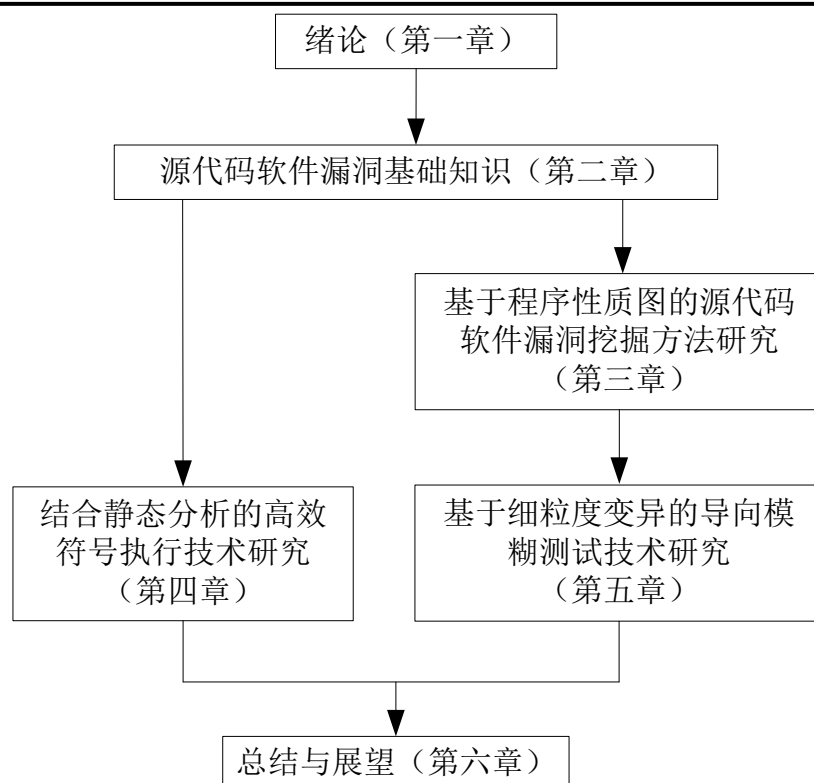 绪论（第一章）
源代码软件漏洞基础知识（第二章）
基于程序性质图的源代码
软件漏洞挖掘方法研究
（第三章）
结合静态分析的高效
符号执行技术研究
（第四章）
基于细粒度变异的导向模
糊测试技术研究
（第五章）
总结与展望（第六章）